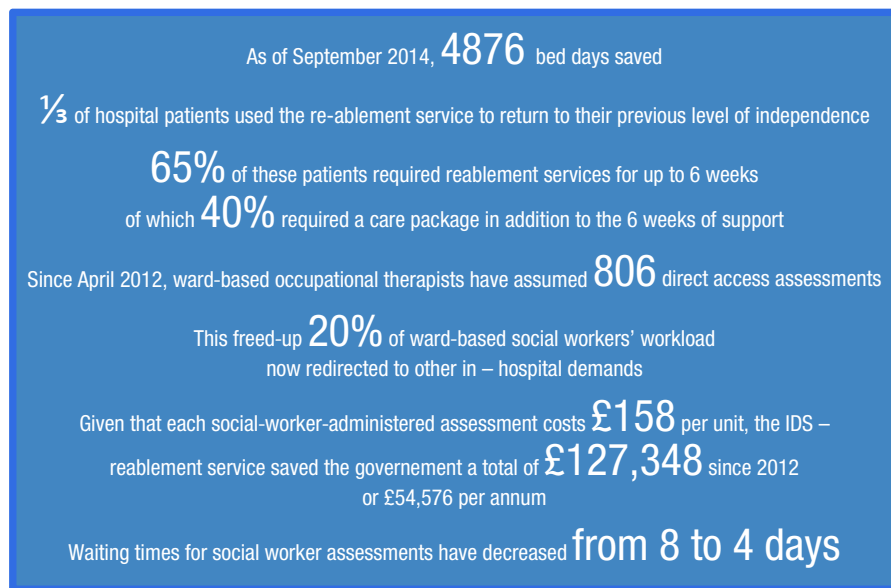 As of September 2014, 4876 bed days saved
⅓ of hospital patients used the re-ablement service to return to their previous level of independence
65% of these patients required reablement services for up to 6 weeks
of which 40% required a care package in addition to the 6 weeks of support
Since April 2012, ward-based occupational therapists have assumed 806 direct access assessments
This freed-up 20% of ward-based social workers’ workload
now redirected to other in – hospital demands
Given that each social-worker-administered assessment costs £158 per unit, the IDS –
reablement service saved the governement a total of £127,348 since 2012
or £54,576 per annum
Waiting times for social worker assessments have decreased from 8 to 4 days